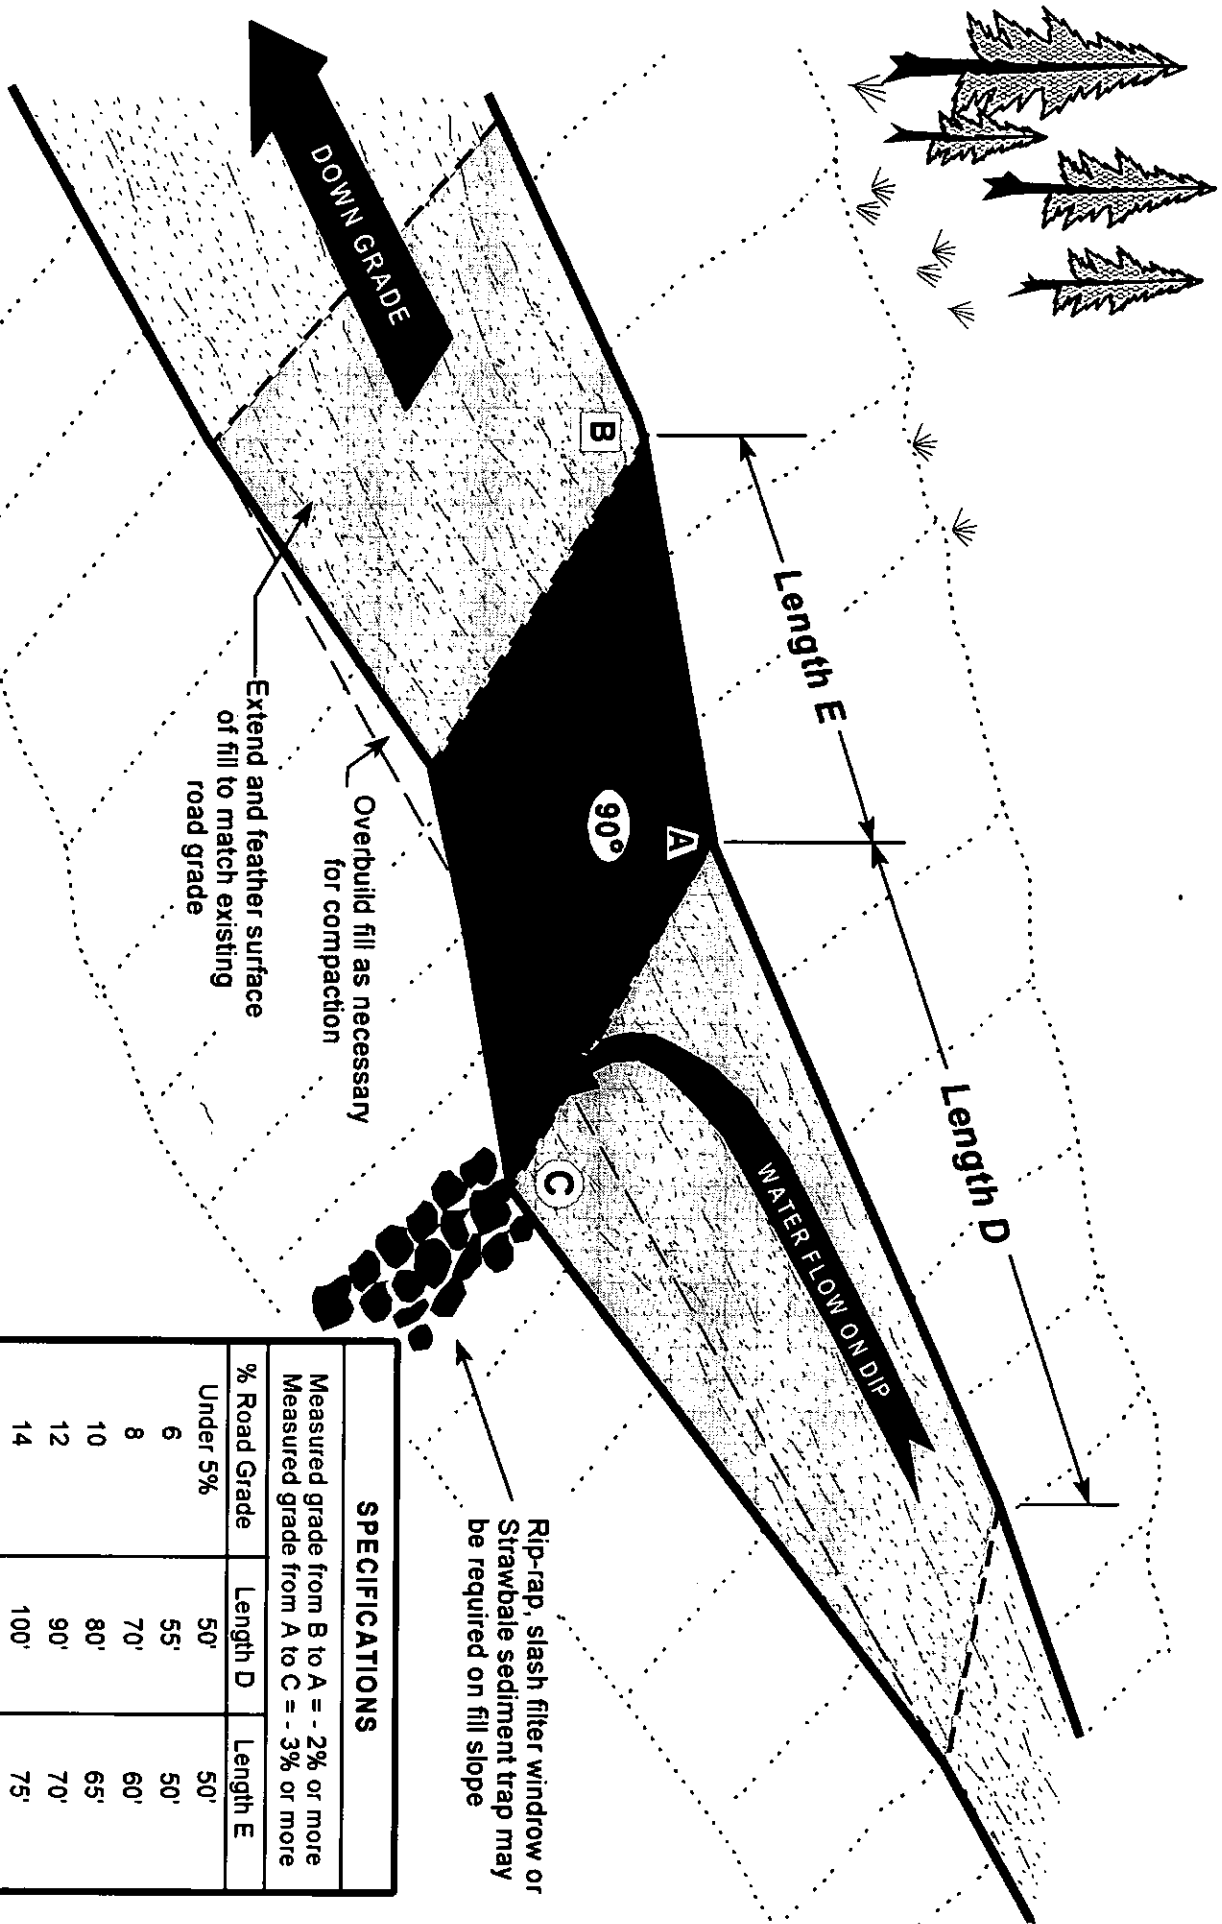 DOWN GRADE
B
Length E
Length D
A
90°
C
WATER FLOW ON DIP
Extend and feather surface
of fill to match existing
road grade
Overbuild fill as necessary
for compaction
Rip-rap, slash filter windrow or
Strawbale sediment trap may
be required on fill slope
SPECIFICATIONS
Measured grade from B to A = - 2% or more
Measured grade from A to C = - 3% or more
% Road Grade Length D Length E
Under 5% 50' 50'
6 55' 50'
8 70' 60'
10 80' 65'
12 90' 70'
14 100' 75'